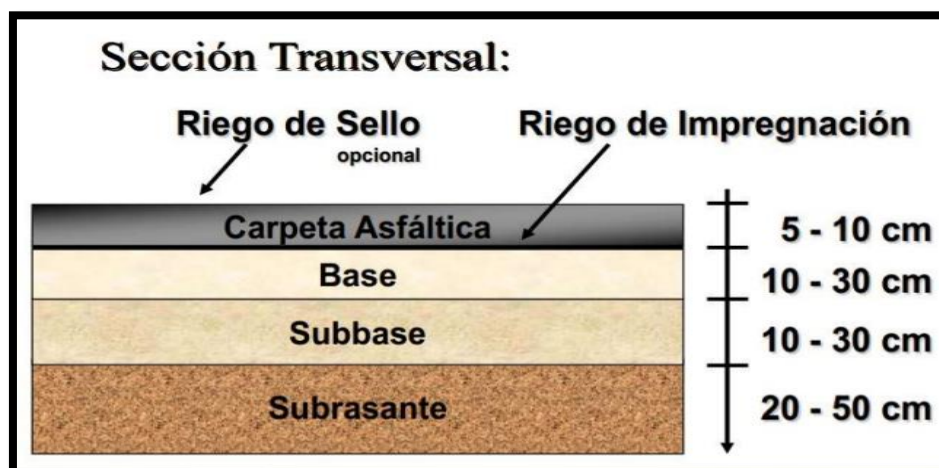 Sección Transversal:
Riego de Sello
opcional
Riego de Impregnación
Carpeta Asfáltica
5 - 10 cm
Base
10 - 30 cm
Subbase
10 - 30 cm
Subrasante
20 - 50 cm